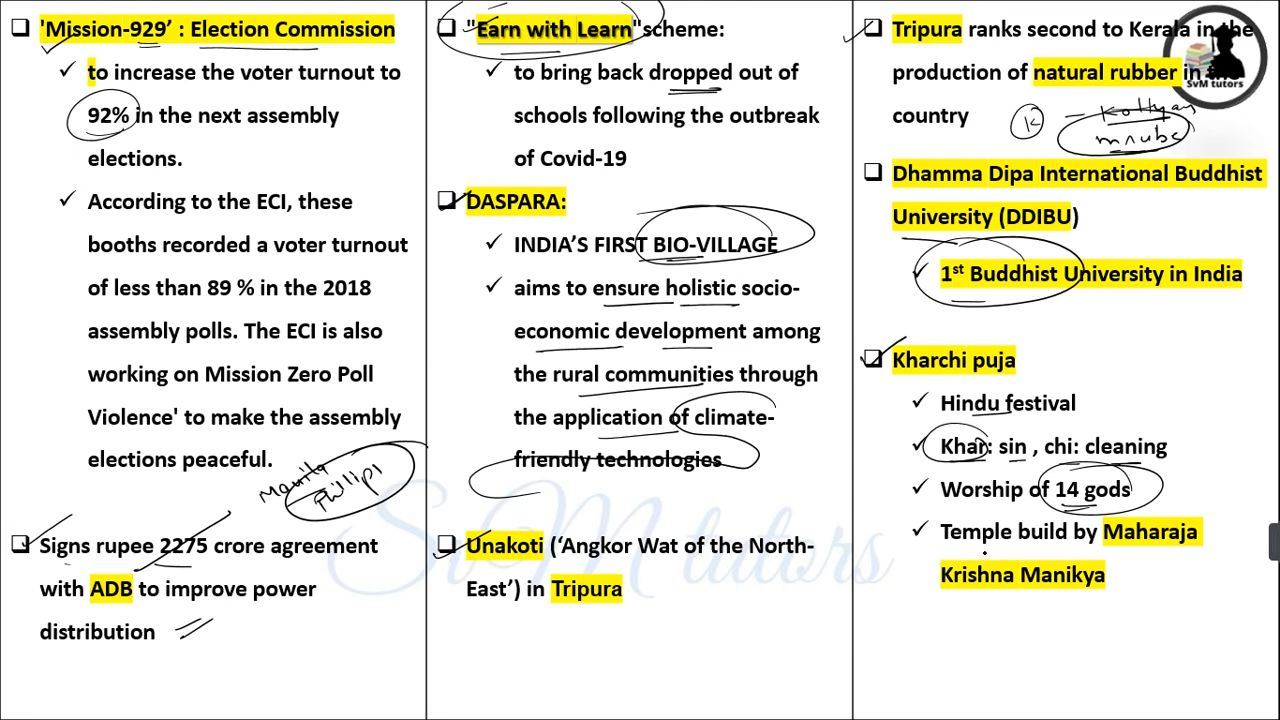 'Mission-929' : Election Commission
to increase the voter turnout to
92% in the next assembly
elections.
According to the ECI, these
booths recorded a voter turnout
of less than 89 % in the 2018
assembly polls. The ECI is also
working on Mission Zero Poll
Violence' to make the assembly
elections peaceful.
Manila
Phillipi
Signs rupee 2275 crore agreement
with ADB to improve power
distribution
"Earn with Learn"scheme:
to bring back dropped out of
schools following the outbreak
of Covid-19
DASPARA:
INDIA'S FIRST BIO-VILLAGE
aims to ensure holistic socio-
economic development among
the rural communities through
the application of climate-
friendly technologies
Unakoti ('Angkor Wat of the North-
East') in Tripura
Tripura ranks second to Kerala in the
production of natural rubber in the
country
K
SvM tutors
Dhamma Dipa International Buddhist
University (DDIBU)
1st Buddhist University in India
Kharchi puja
Hindu festival
Khar: sin , chi: cleaning
Worship of 14 gods
Temple build by Maharaja
Krishna Manikya
SvM tutors